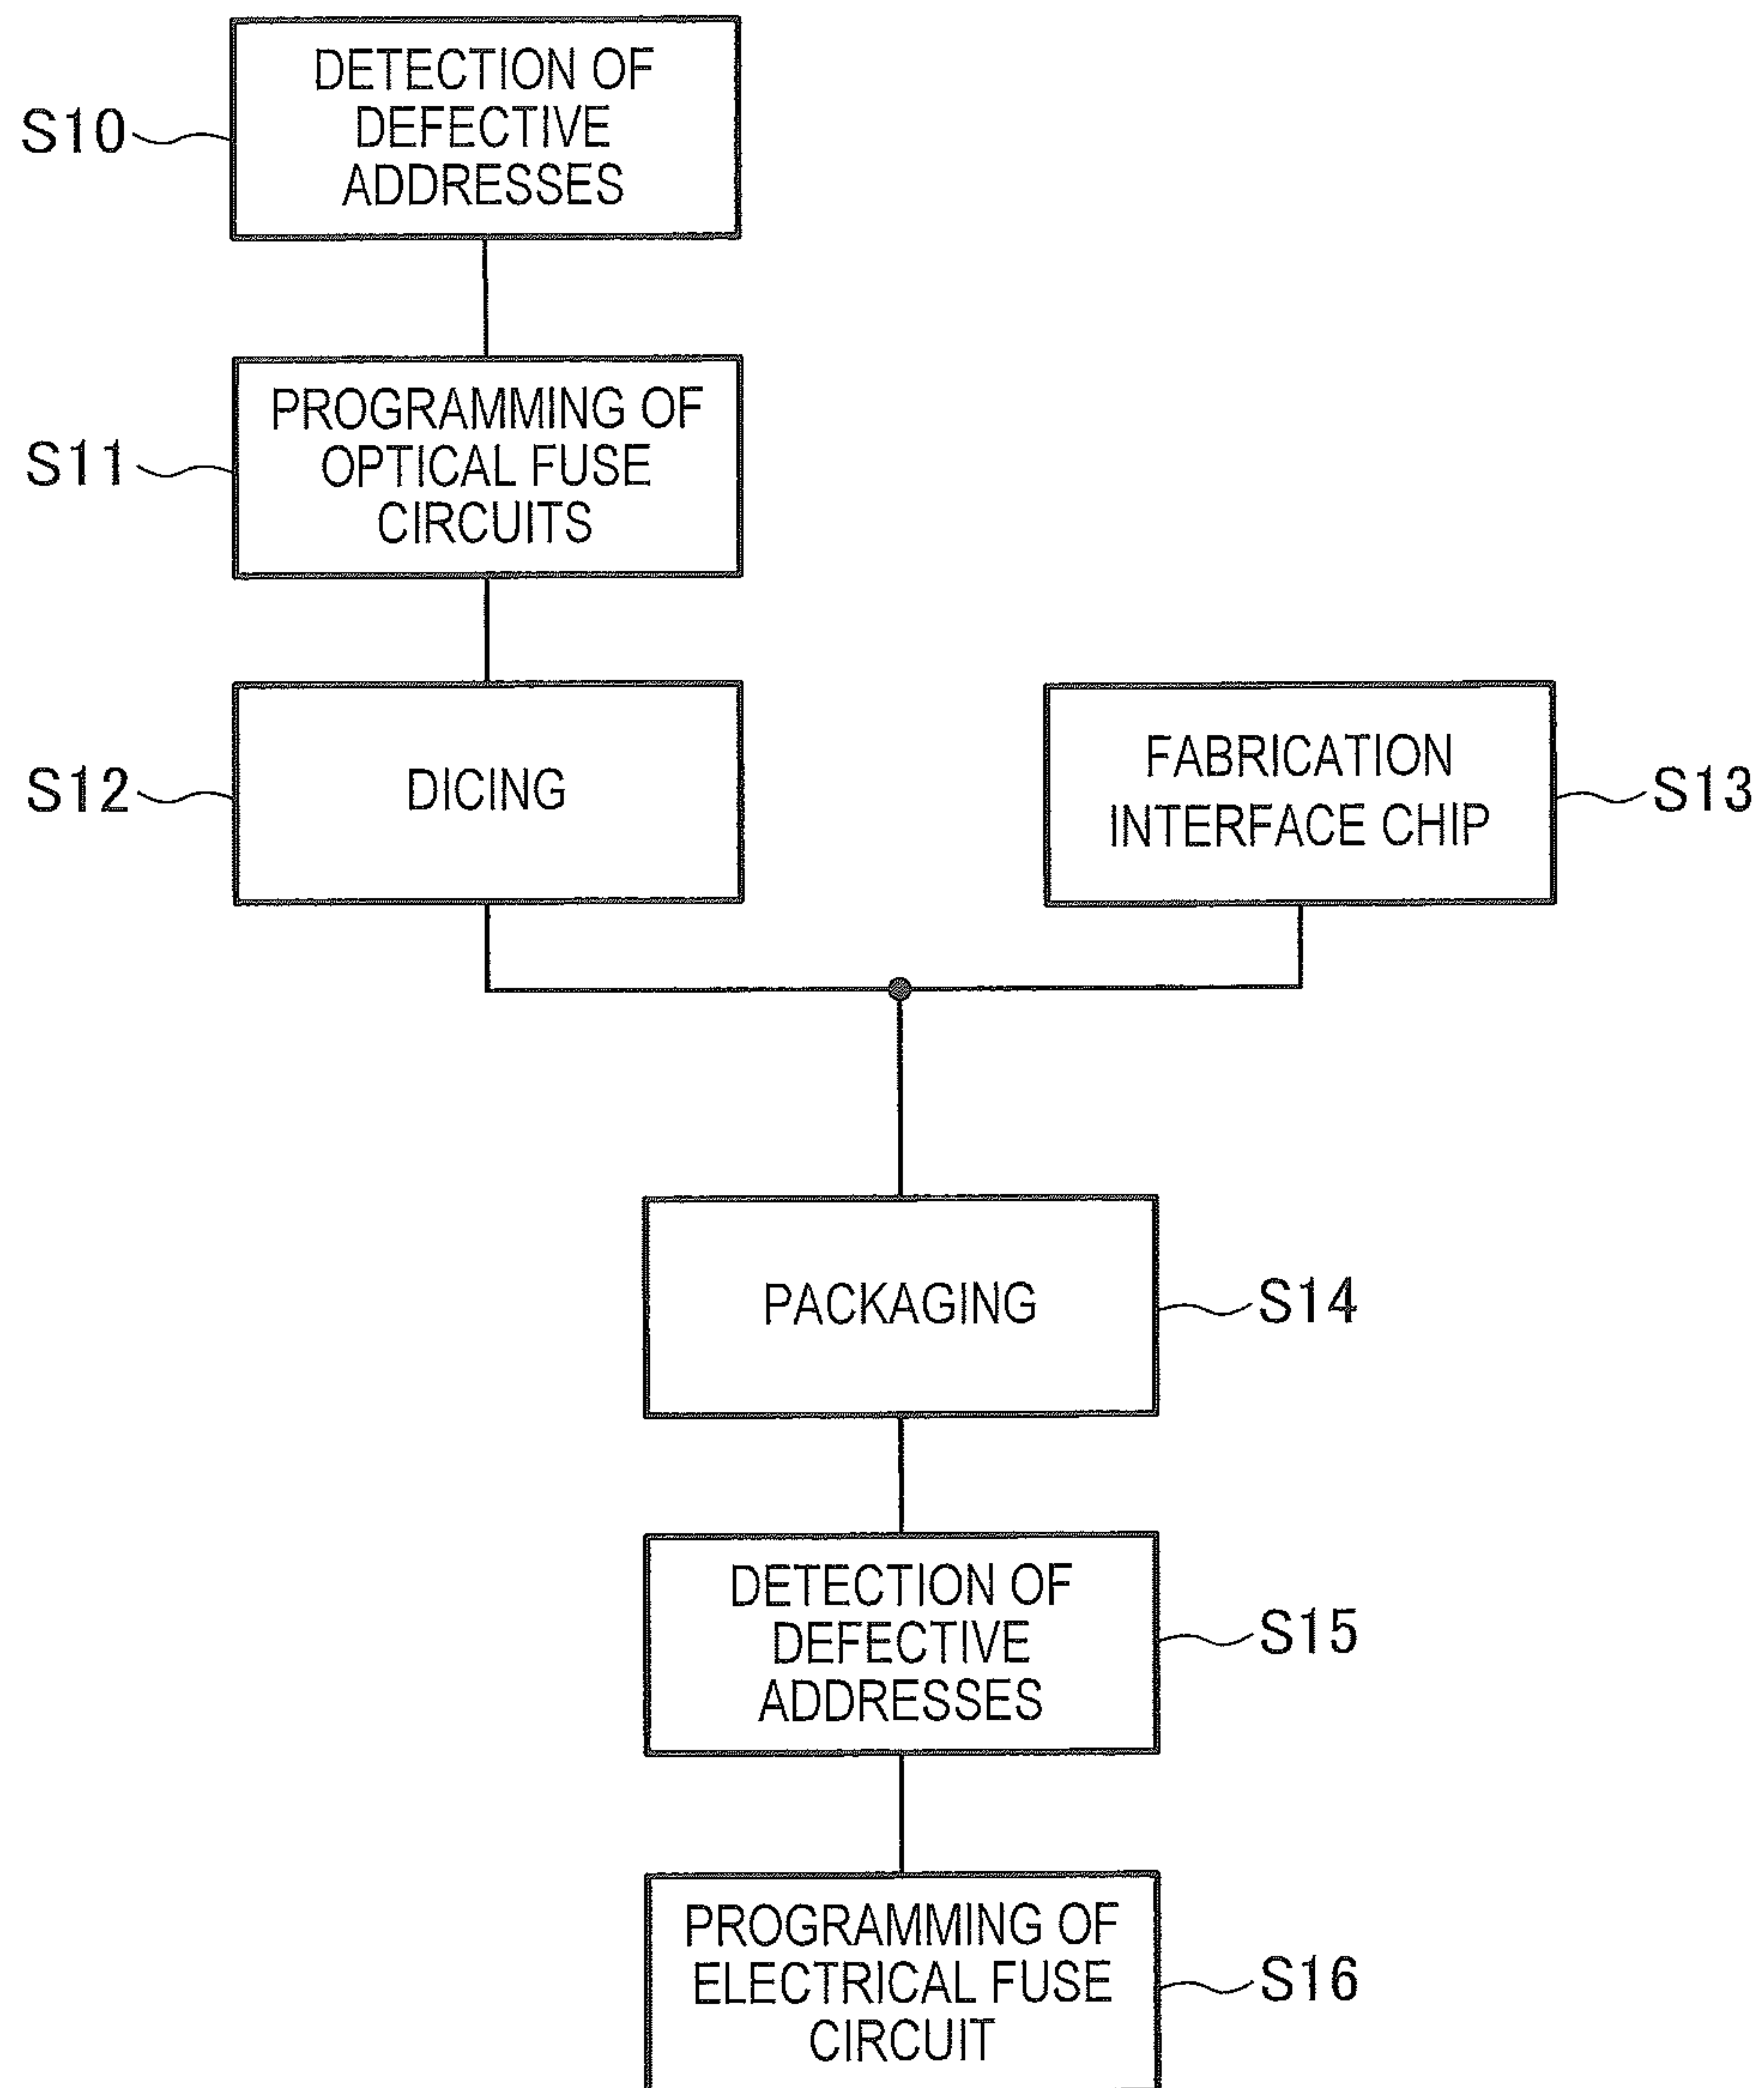 DETECTION OF
DEFECTIVE
ADDRESSES
S10
PROGRAMMING OF
OPTICAL FUSE
CIRCUITS
S11
DICING
S12
FABRICATION
INTERFACE CHIP
S13
PACKAGING
S14
DETECTION OF
DEFECTIVE
ADDRESSES
S15
PROGRAMMING OF
ELECTRICAL FUSE
CIRCUIT
S16